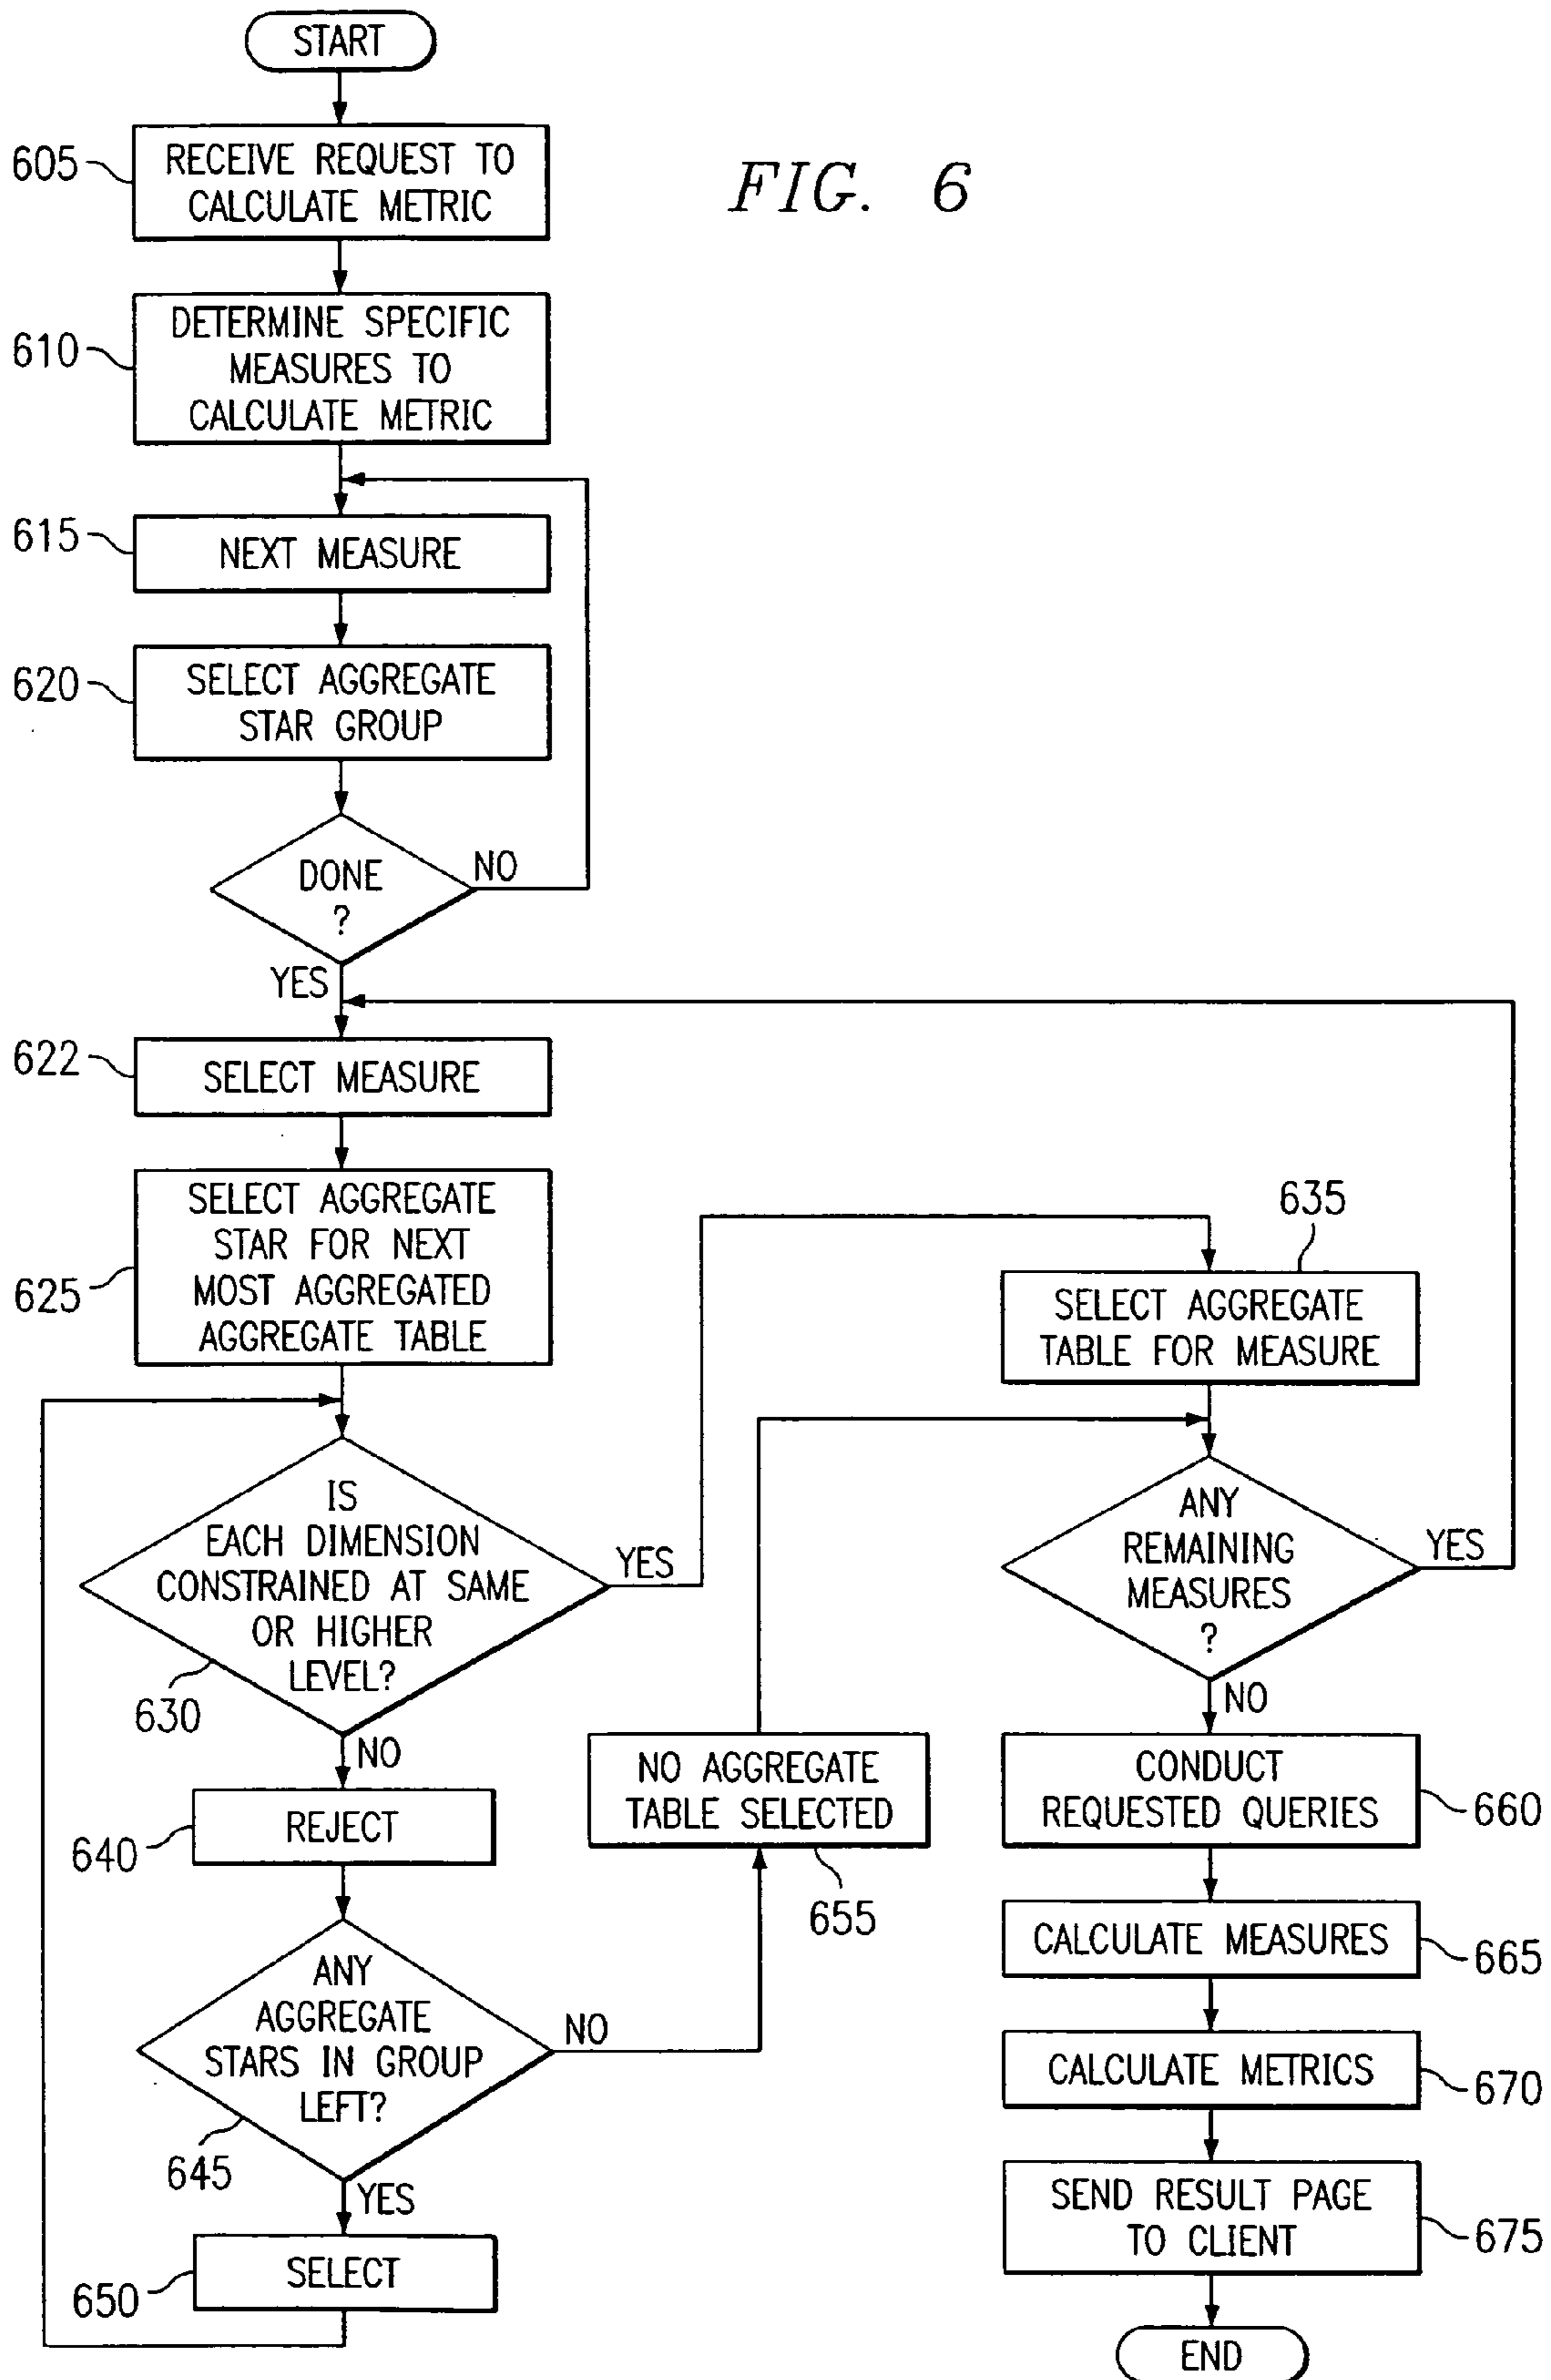 START
605
RECEIVE REQUEST TO
CALCULATE METRIC
FIG. 6
610
DETERMINE SPECIFIC
MEASURES TO
CALCULATE METRIC
615
NEXT MEASURE
620
SELECT AGGREGATE
STAR GROUP
DONE
?
NO
YES
622
SELECT MEASURE
625
SELECT AGGREGATE
STAR FOR NEXT
MOST AGGREGATED
AGGREGATE TABLE
IS
EACH DIMENSION
CONSTRAINED AT SAME
OR HIGHER
LEVEL?
630
YES
NO
640
REJECT
ANY
AGGREGATE
STARS IN GROUP
LEFT?
645
NO
YES
650
SELECT
NO AGGREGATE
TABLE SELECTED
655
635
SELECT AGGREGATE
TABLE FOR MEASURE
ANY
REMAINING
MEASURES
?
YES
NO
CONDUCT
REQUESTED QUERIES
660
CALCULATE MEASURES
665
CALCULATE METRICS
670
SEND RESULT PAGE
TO CLIENT
675
END